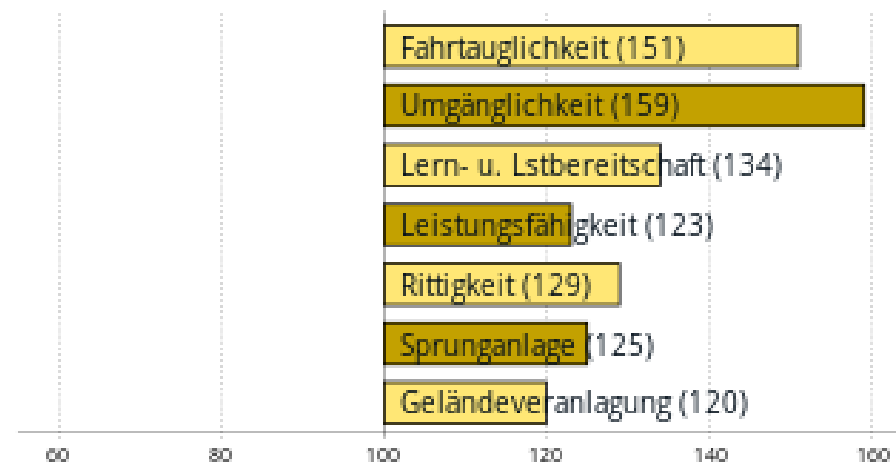 Fahrtauglichkeit (151)
Umgänglichkeit (159)
Lern- u. Lstbereitschaft (134)
Leistungsfähigkeit (123)
Rittigkeit (129)
Sprunganlage (125)
Geländeveranlagung (120)
60 80 100 120 140 160